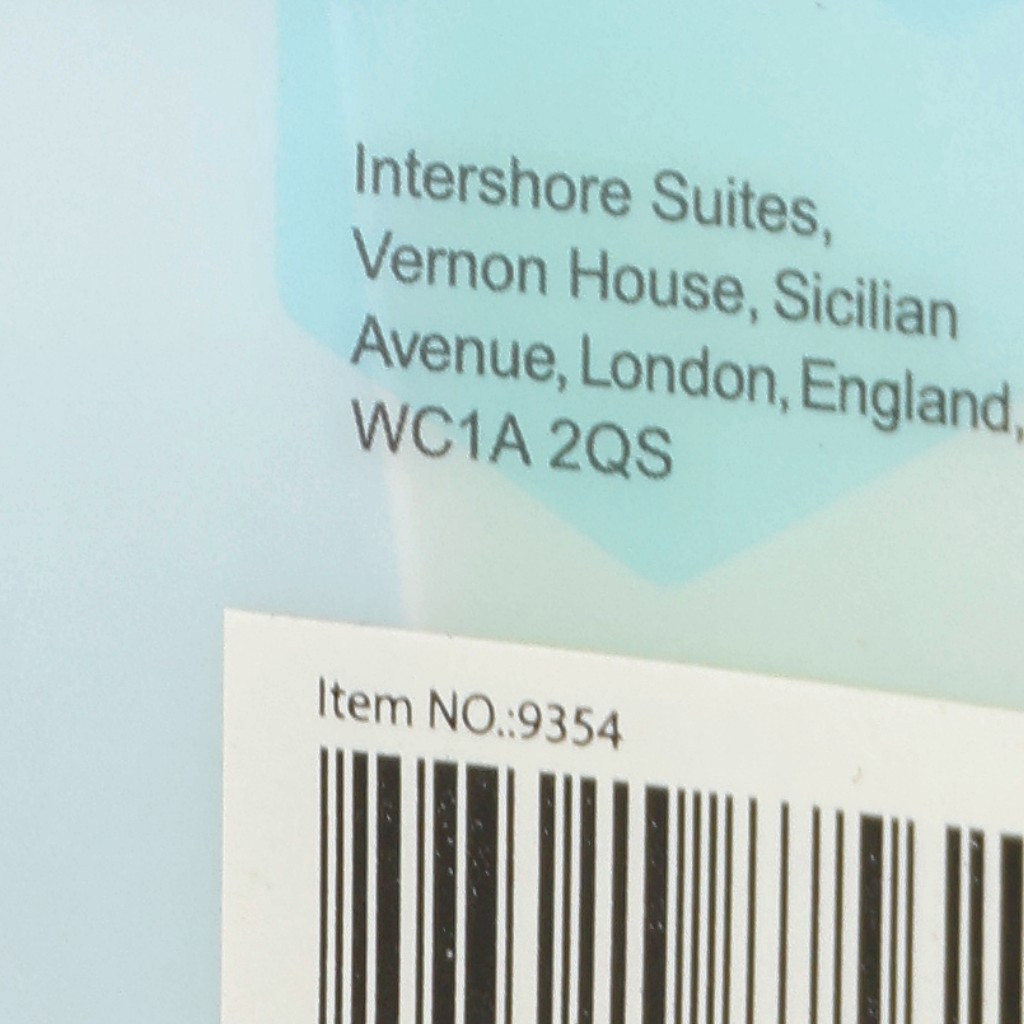 Intershore Suites,
Vernon House, Sicilian
Avenue, London, England,
WC1A 2QS
Item NO.:9354